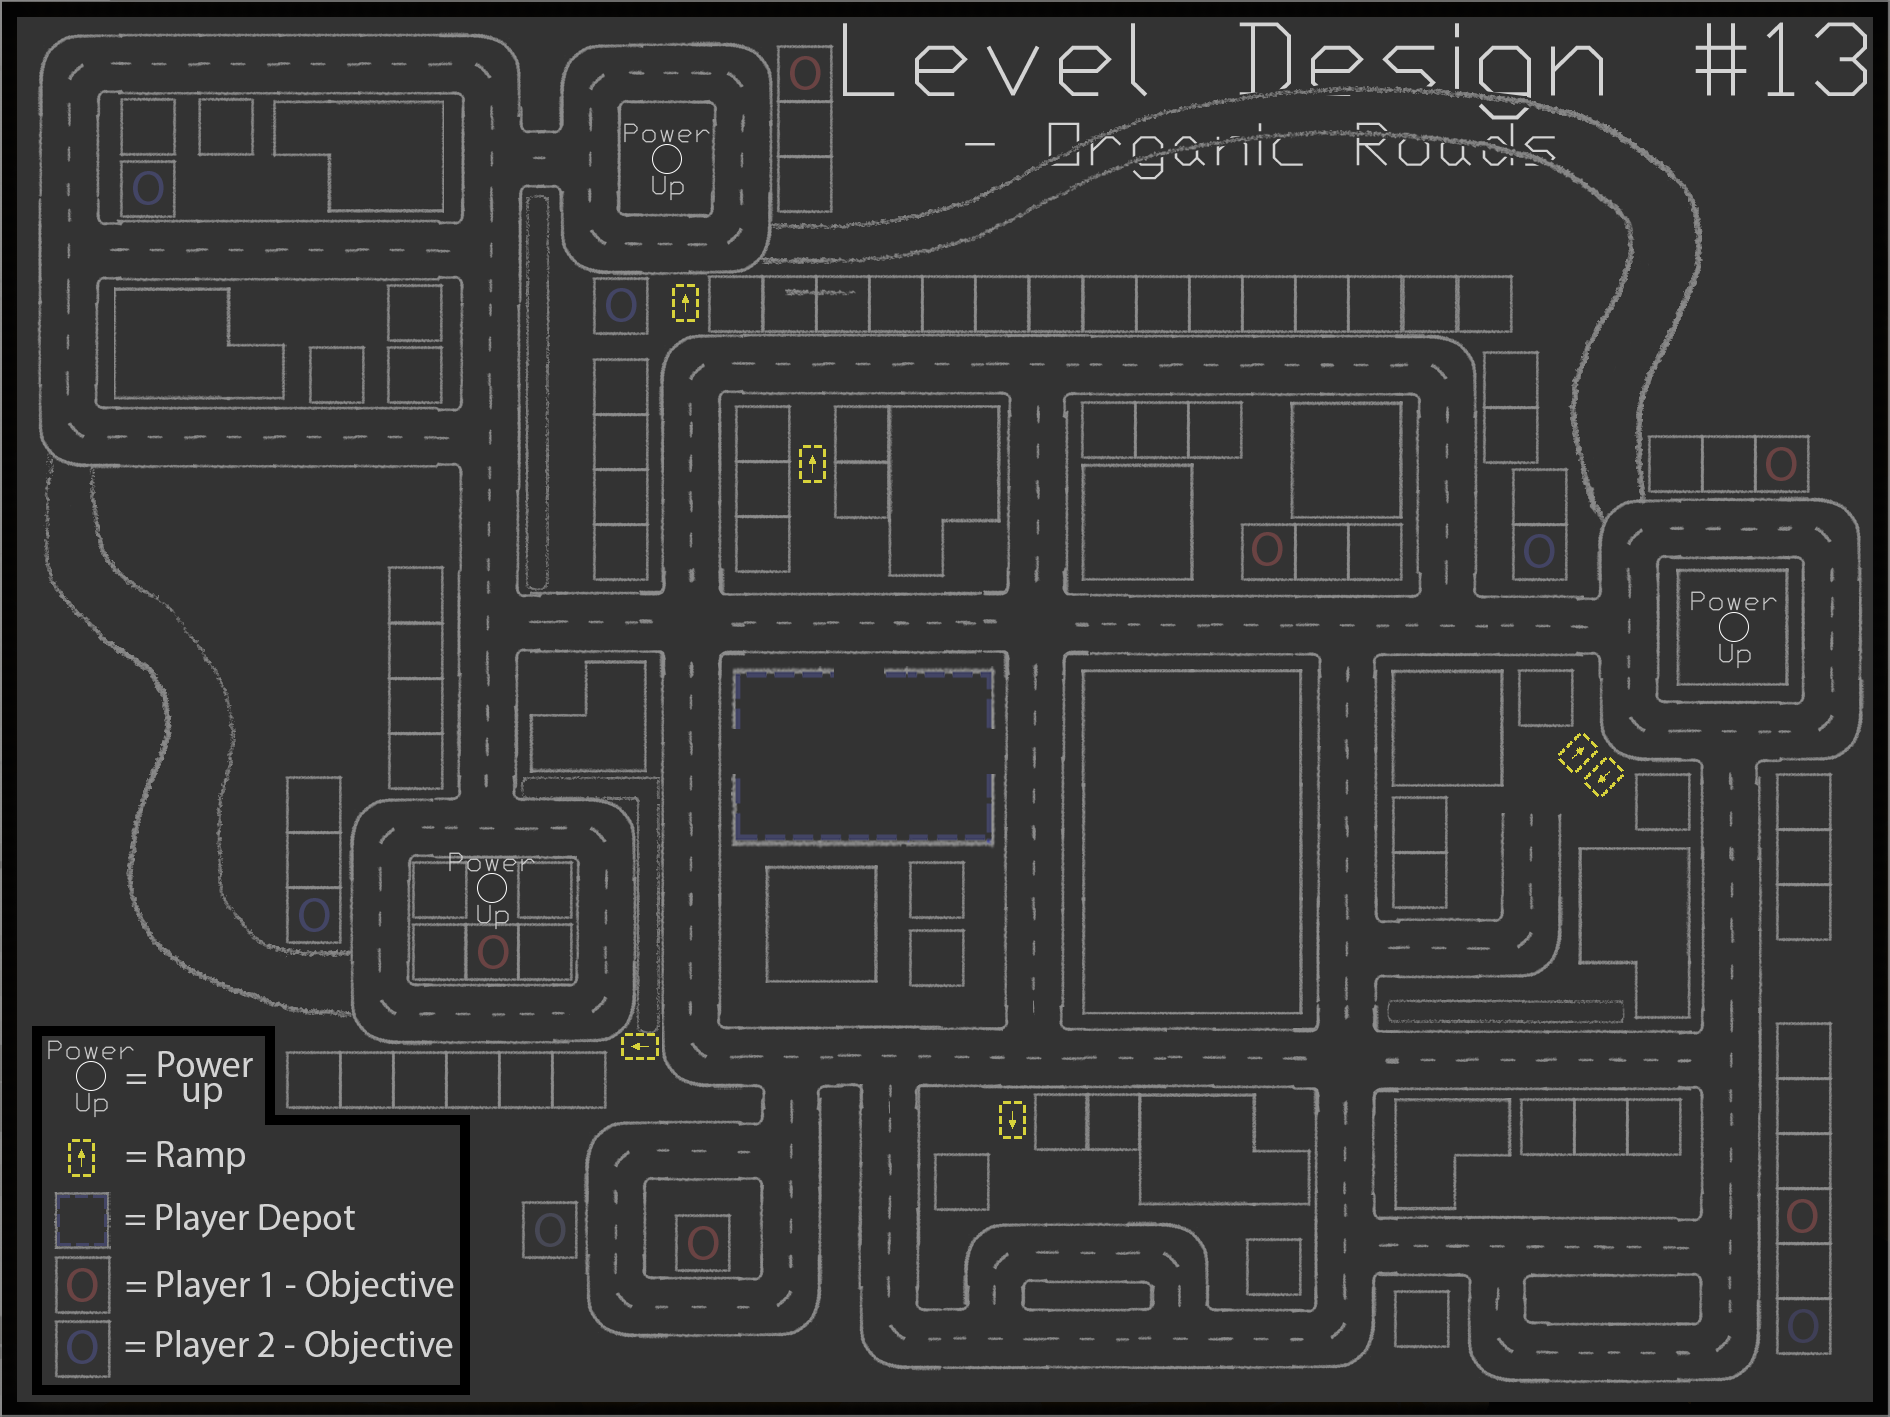 Level Design #13
- Organic Roads
O
Power
O
Up
O
O
O
O
O
Power
O
Up
O
Power
O
Up
O
O
O
O
O
Power
O
Up
= Power
up
= Ramp
= Player Depot
O = Player 1 - Objective
O = Player 2 - Objective